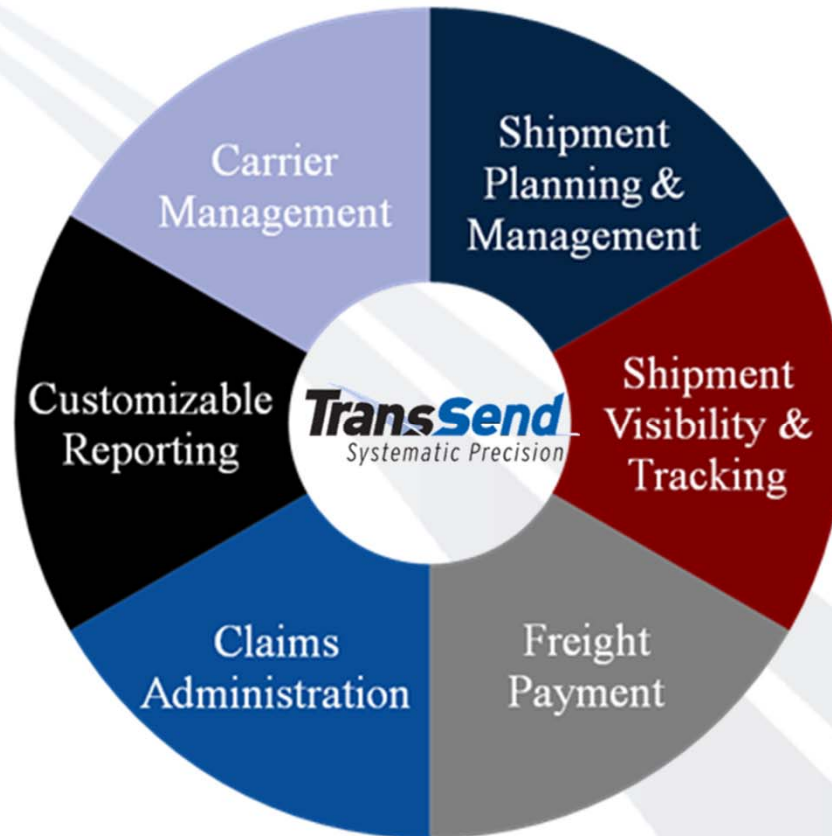 Carrier
Management
Shipment
Planning &
Management
Shipment
Visibility &
Tracking
Freight
Payment
Claims
Administration
Customizable
Reporting
TransSend
Systematic Precision